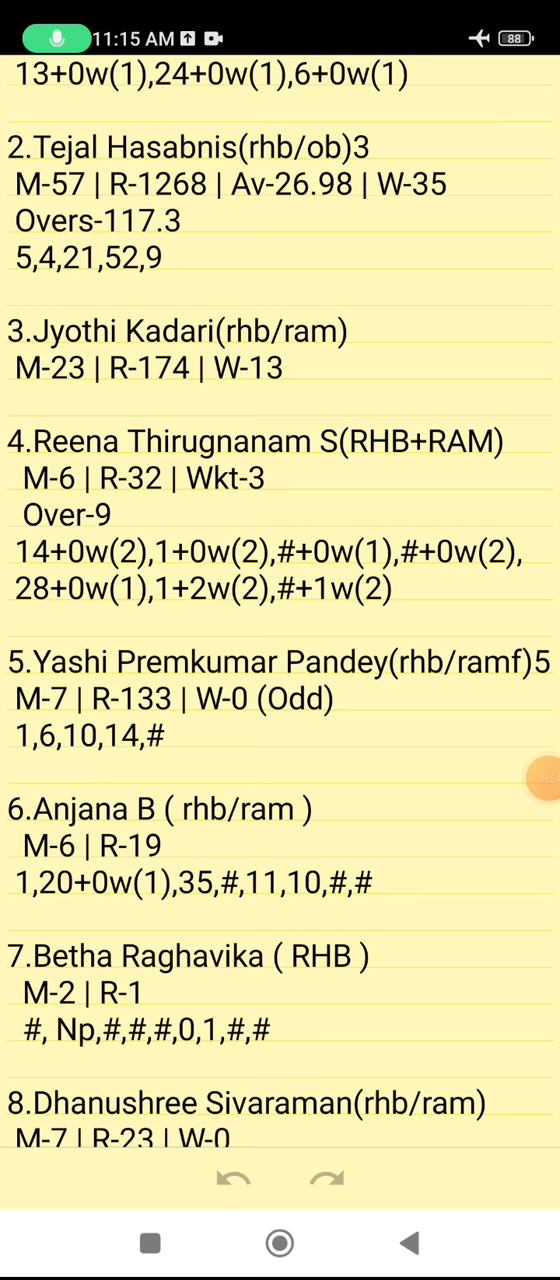 11:15 AM 88
13+0w(1),24+0w(1),6+0w(1)
2.Tejal Hasabnis(rhb/ob)3
M-57 | R-1268 | Av-26.98 | W-35
Overs-117.3
5,4,21,52,9
3.Jyothi Kadari(rhb/ram)
M-23 | R-174 | W-13
4.Reena Thirugnanam S(RHB+RAM)
M-6 | R-32 | Wkt-3
Over-9
14+0w(2),1+0w(2),#+0w(1),#+0w(2),
28+0w(1),1+2w(2),#+1w(2)
5.Yashi Premkumar Pandey(rhb/ramf)5
M-7 | R-133 | W-0 (Odd)
1,6,10,14,#
6.Anjana B ( rhb/ram )
M-6 | R-19
1,20+0w(1),35,#,11,10,#,#
7.Betha Raghavika ( RHB )
M-2 | R-1
#, Np,#,#,#,0,1,#,#
8.Dhanushree Sivaraman(rhb/ram)
M-7 | R-23 | W-0